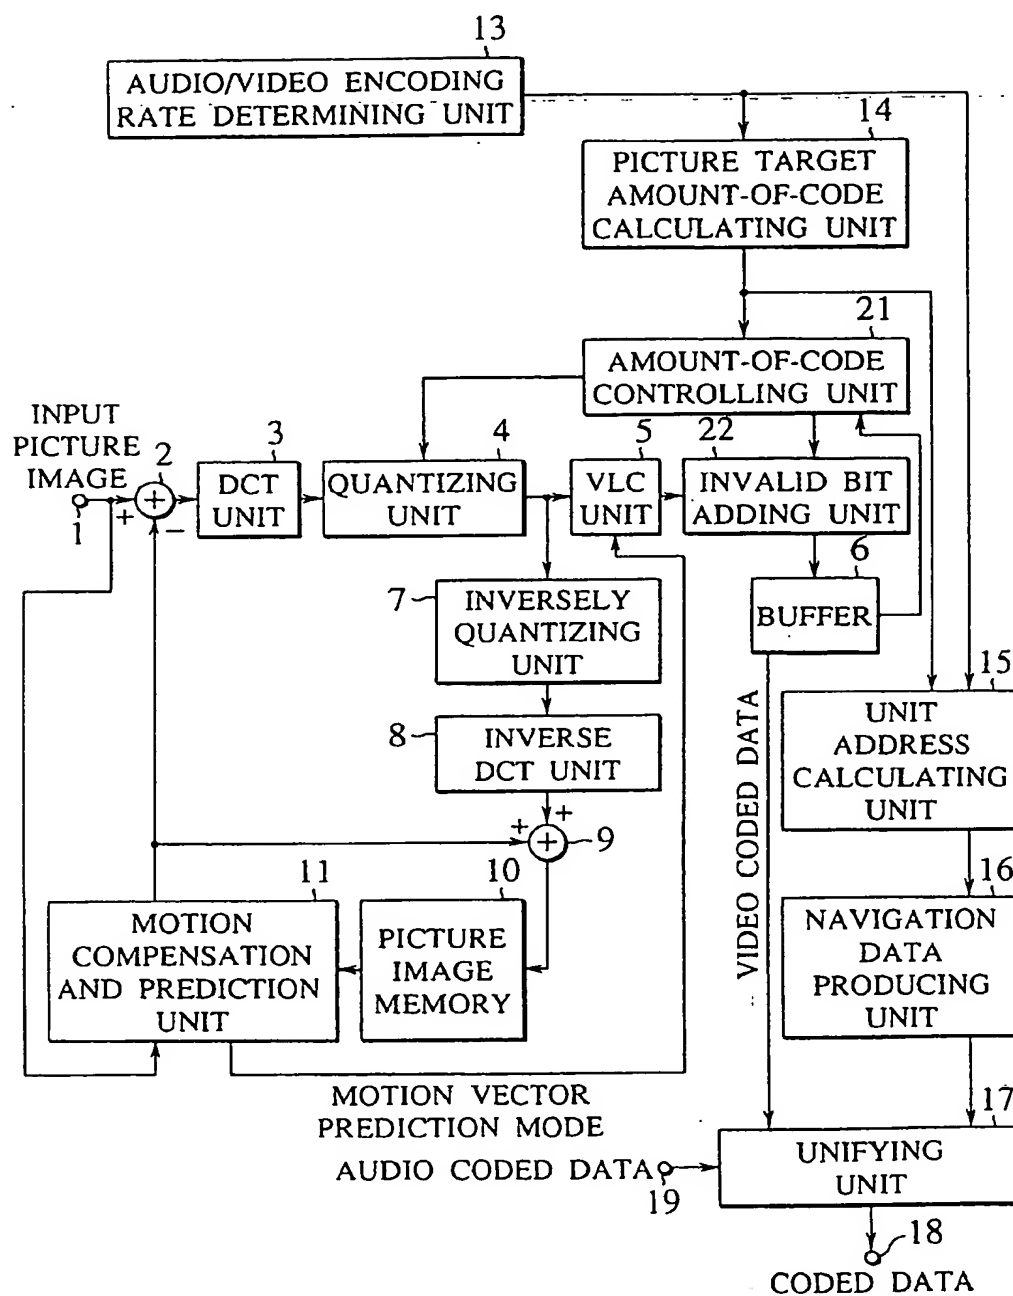 13
AUDIO/VIDEO ENCODING
RATE DETERMINING UNIT
14
PICTURE TARGET
AMOUNT-OF-CODE
CALCULATING UNIT
21
AMOUNT-OF-CODE
CONTROLLING UNIT
INPUT
PICTURE
IMAGE
1
2
+
+
−
3
DCT
UNIT
4
QUANTIZING
UNIT
5
VLC
UNIT
22
INVALID BIT
ADDING UNIT
6
BUFFER
7
INVERSELY
QUANTIZING
UNIT
8
INVERSE
DCT UNIT
+
+
+
9
15
UNIT
ADDRESS
CALCULATING
UNIT
VIDEO CODED DATA
11
MOTION
COMPENSATION
AND PREDICTION
UNIT
10
PICTURE
IMAGE
MEMORY
16
NAVIGATION
DATA
PRODUCING
UNIT
MOTION VECTOR
PREDICTION MODE
AUDIO CODED DATA
19
17
UNIFYING
UNIT
18
CODED DATA